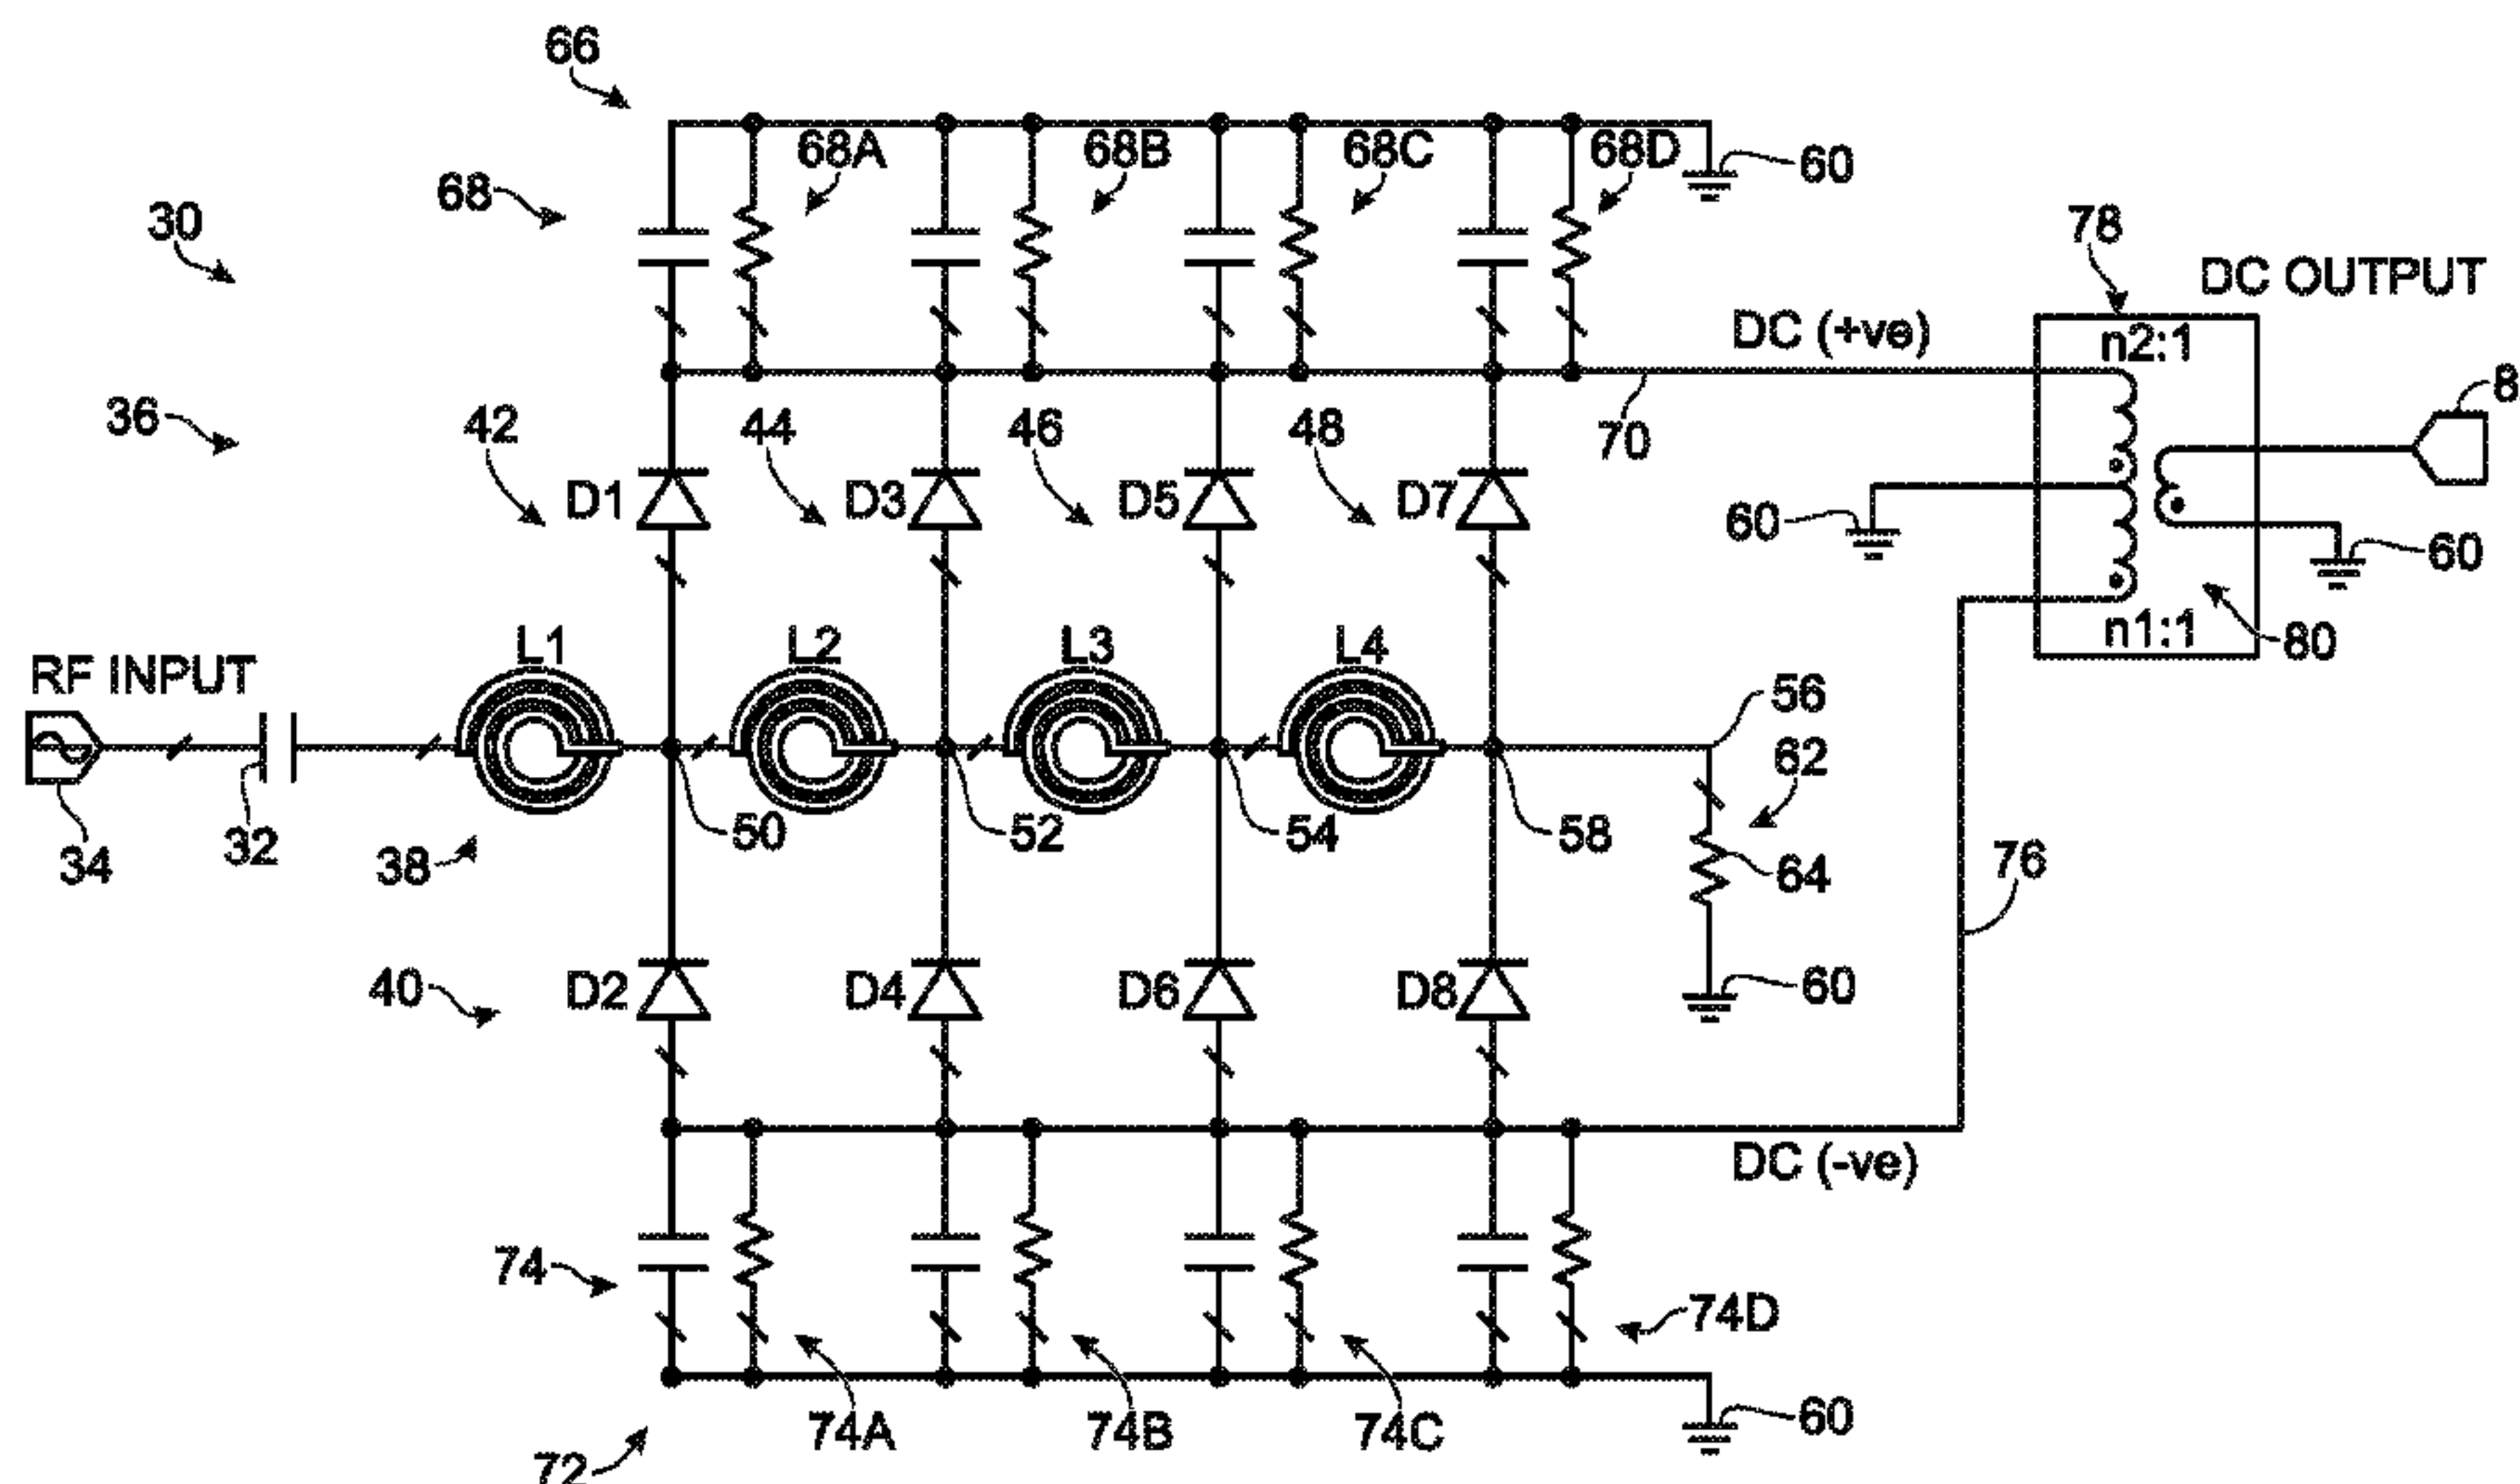 66
68A 68B 68C 68D 60
68
30
78
DC OUTPUT
n2:1
DC (+ve)
8
36
42 44 46 48
70
D1 D3 D5 D7
60
60
n1:1
80
L1 L2 L3 L4
RF INPUT
56
62
50 52 54 58
34 32 38 64
76
40
D2 D4 D6 D8
60
DC (-ve)
74
74D
74A 74B 74C 60
72